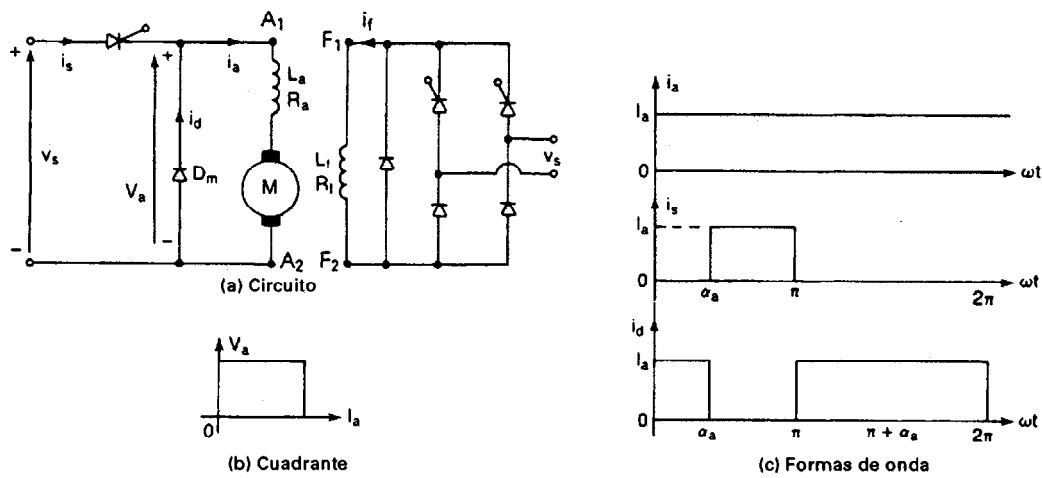 A₁
+
i_s
+
i_a
L_a
R_a
v_s
V_a
i_d
D_m
M
−
−
A₂
F₁
i_f
L_f
R_f
v_s
F₂
(a) Circuito
V_a
0
I_a
(b) Cuadrante
i_a
I_a
0
ωt
i_s
I_a
0
α_a
π
2π
ωt
i_d
I_a
0
α_a
π
π + α_a
2π
ωt
(c) Formas de onda